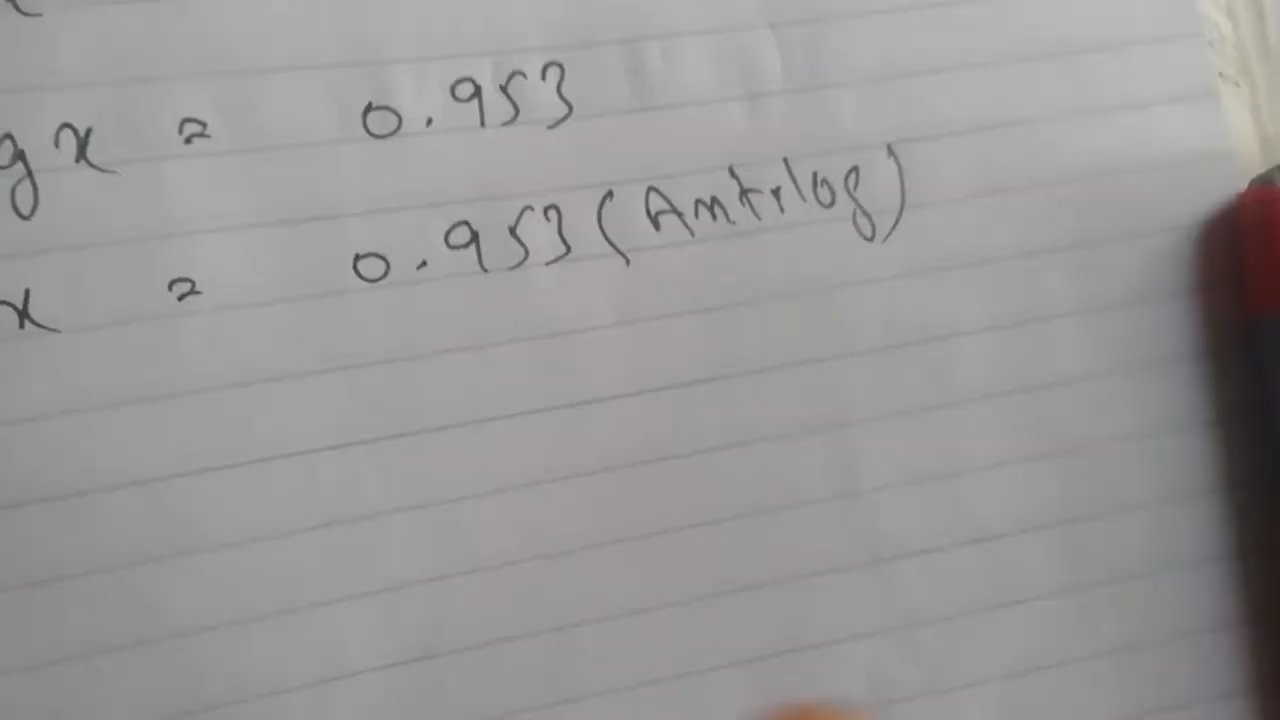 gx = 0.953
x = 0.953 (Antilog)